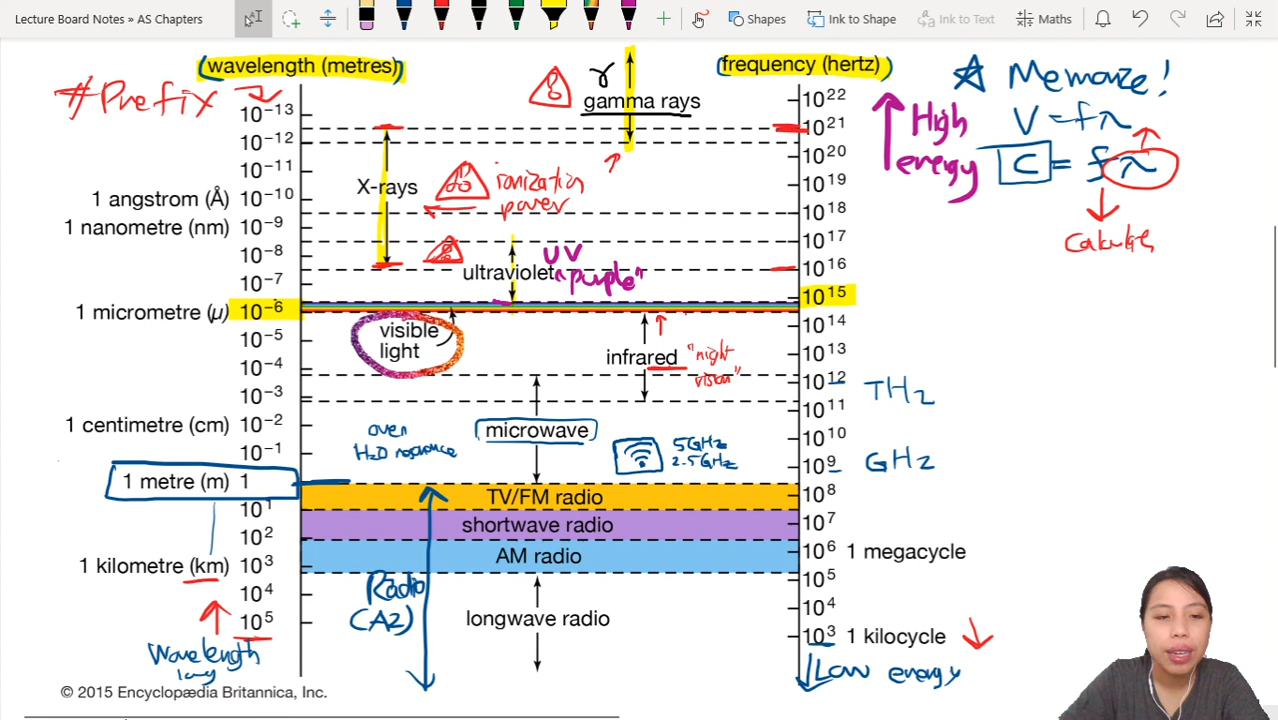 Lecture Board Notes » AS Chapters
Shapes
Ink to Shape
Ink to Text
Maths
wavelength (metres)
γ
gamma rays
frequency (hertz)
☆ Memorize!
#Prefix
V = fλ
C = fλ
Calculate
High
energy
10⁻¹³
10⁻¹²
10⁻¹¹
1 angstrom (Å) 10⁻¹⁰
1 nanometre (nm) 10⁻⁹
10⁻⁸
10⁻⁷
1 micrometre (μ) 10⁻⁶
10⁻⁵
10⁻⁴
10⁻³
1 centimetre (cm) 10⁻²
10⁻¹
1 metre (m) 1
10¹
10²
1 kilometre (km) 10³
10⁴
10⁵
Wavelength
long
X-rays
ionization
power
ultraviolet
UV
"purple"
visible
light
infrared
"night
vision"
oven
H₂O resonance
microwave
5GHz
2.5GHz
TV/FM radio
shortwave radio
AM radio
Radio
(A2)
longwave radio
10²²
10²¹
10²⁰
10¹⁹
10¹⁸
10¹⁷
10¹⁶
10¹⁵
10¹⁴
10¹³
10¹² THz
10¹¹
10¹⁰
10⁹ GHz
10⁸
10⁷
10⁶ 1 megacycle
10⁵
10⁴
10³ 1 kilocycle
Low energy
© 2015 Encyclopædia Britannica, Inc.